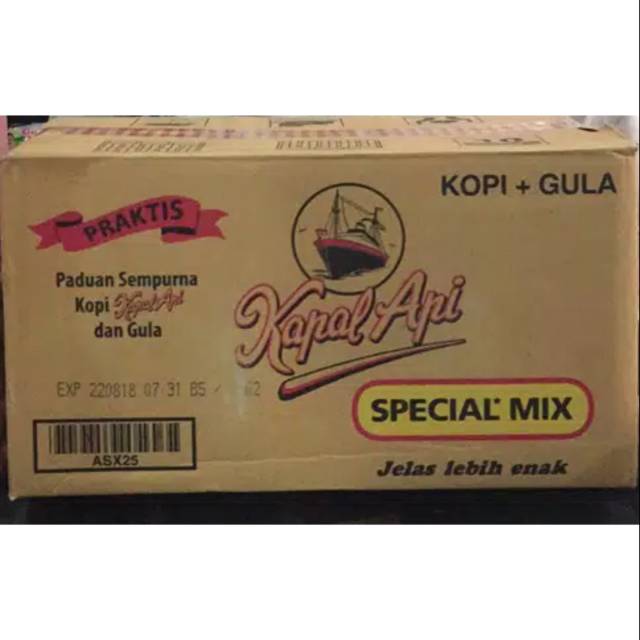 KOPI + GULA
PRAKTIS
Paduan Sempurna
Kopi Kapal Api
dan Gula
Kapal Api
EXP 220818 07 31 B5
SPECIAL MIX
ASX25
Jelas lebih enak